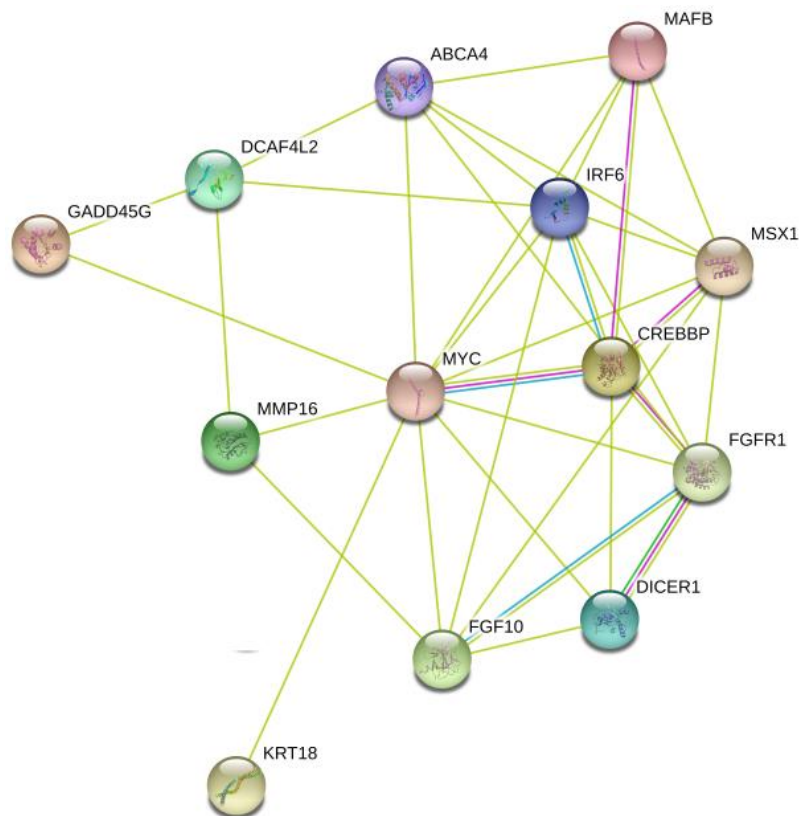 MAFB
ABCA4
DCAF4L2
IRF6
GADD45G
MSX1
CREBBP
MYC
MMP16
FGFR1
DICER1
FGF10
KRT18